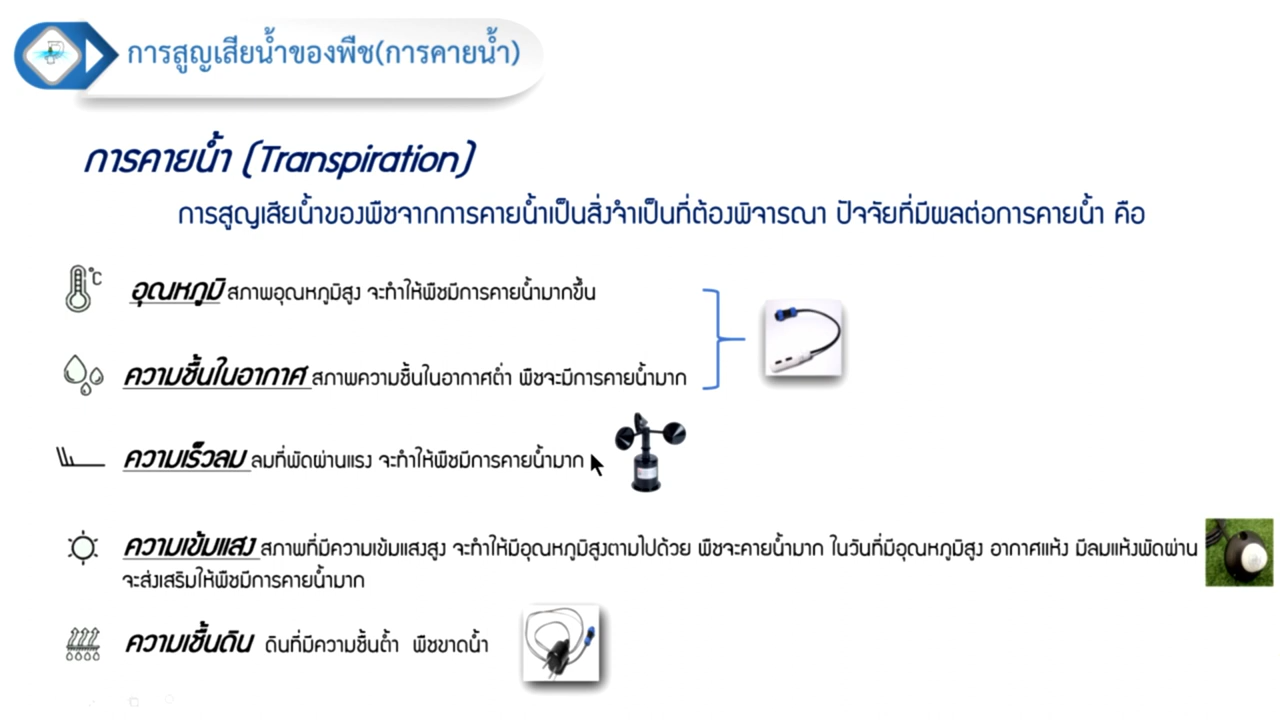 การสูญเสียน้ำของพืช(การคายน้ำ)
การคายน้ำ (Transpiration)
การสูญเสียน้ำของพืชจากการคายน้ำเป็นสิ่งจำเป็นที่ต้องพิจารณา ปัจจัยที่มีผลต่อการคายน้ำ คือ
°C
อุณหภูมิ สภาพอุณหภูมิสูง จะทำให้พืชมีการคายน้ำมากขึ้น
ความชื้นในอากาศ สภาพความชื้นในอากาศต่ำ พืชจะมีการคายน้ำมาก
ความเร็วลม ลมที่พัดผ่านแรง จะทำให้พืชมีการคายน้ำมาก
ความเข้มแสง สภาพที่มีความเข้มแสงสูง จะทำให้มีอุณหภูมิสูงตามไปด้วย พืชจะคายน้ำมาก ในวันที่มีอุณหภูมิสูง อากาศแห้ง มีลมแห้งพัดผ่าน
จะส่งเสริมให้พืชมีการคายน้ำมาก
ความเชื้นดิน ดินที่มีความชื้นต้ำ พืชขาดน้ำ